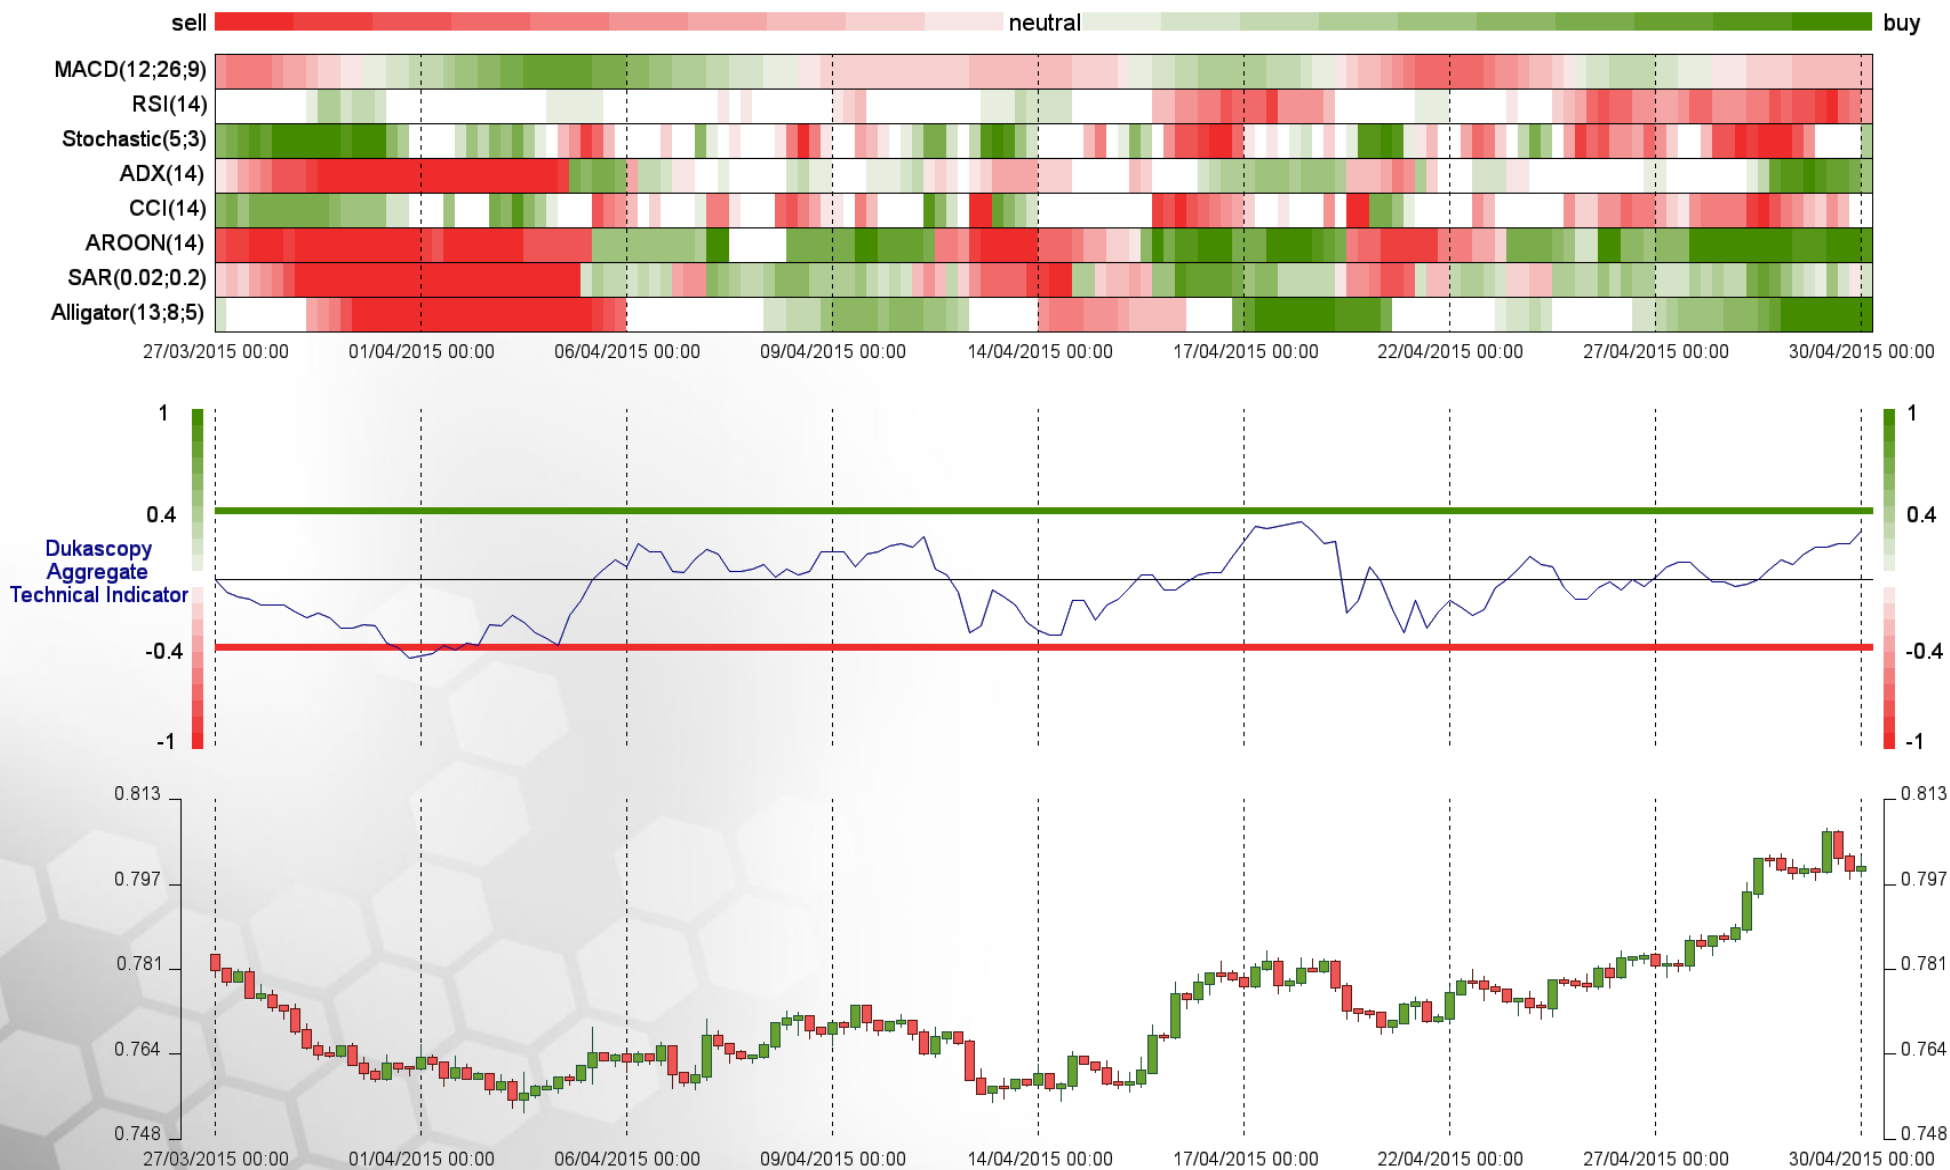 sell neutral buy
MACD(12;26;9)
RSI(14)
Stochastic(5;3)
ADX(14)
CCI(14)
AROON(14)
SAR(0.02;0.2)
Alligator(13;8;5)
27/03/2015 00:00 01/04/2015 00:00 06/04/2015 00:00 09/04/2015 00:00 14/04/2015 00:00 17/04/2015 00:00 22/04/2015 00:00 27/04/2015 00:00 30/04/2015 00:00
1 1
0.4 0.4
Dukascopy
Aggregate
Technical Indicator
-0.4 -0.4
-1 -1
0.813 0.813
0.797 0.797
0.781 0.781
0.764 0.764
0.748 0.748
27/03/2015 00:00 01/04/2015 00:00 06/04/2015 00:00 09/04/2015 00:00 14/04/2015 00:00 17/04/2015 00:00 22/04/2015 00:00 27/04/2015 00:00 30/04/2015 00:00